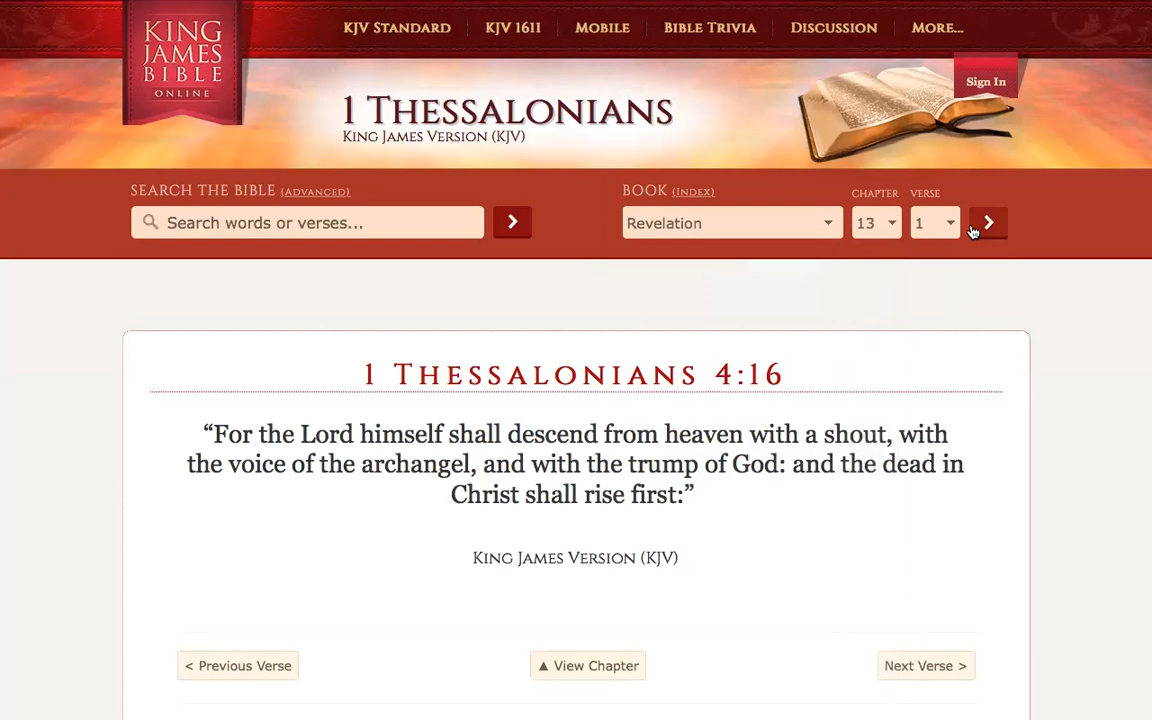 KING
JAMES
BIBLE
ONLINE
KJV STANDARD
KJV 1611
MOBILE
BIBLE TRIVIA
DISCUSSION
MORE...
Sign In
1 THESSALONIANS
KING JAMES VERSION (KJV)
SEARCH THE BIBLE (ADVANCED)
BOOK (INDEX)
CHAPTER
VERSE
Search words or verses...
Revelation
13
1
1 THESSALONIANS 4:16
“For the Lord himself shall descend from heaven with a shout, with
the voice of the archangel, and with the trump of God: and the dead in
Christ shall rise first:”
KING JAMES VERSION (KJV)
< Previous Verse
▲ View Chapter
Next Verse >